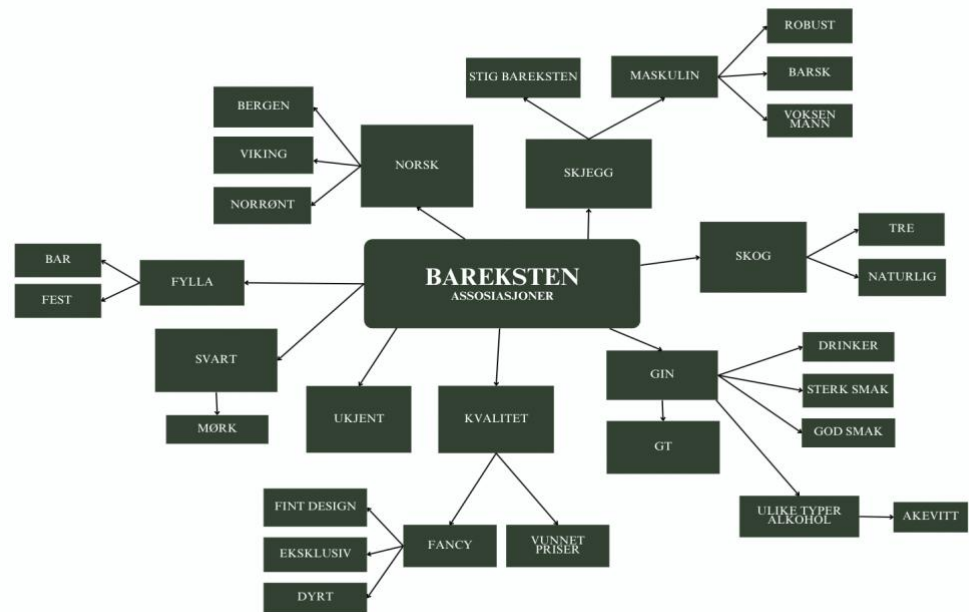 ROBUST
STIG BAREKSTEN
MASKULIN
BARSK
VOKSEN
MANN
BERGEN
VIKING
NORRØNT
NORSK
SKJEGG
SKOG
TRE
NATURLIG
BAR
FEST
FYLLA
BAREKSTEN
ASSOSIASJONER
SVART
MØRK
UKJENT
KVALITET
GIN
GT
DRINKER
STERK SMAK
GOD SMAK
ULIKE TYPER
ALKOHOL
AKEVITT
FINT DESIGN
EKSKLUSIV
DYRT
FANCY
VUNNET
PRISER